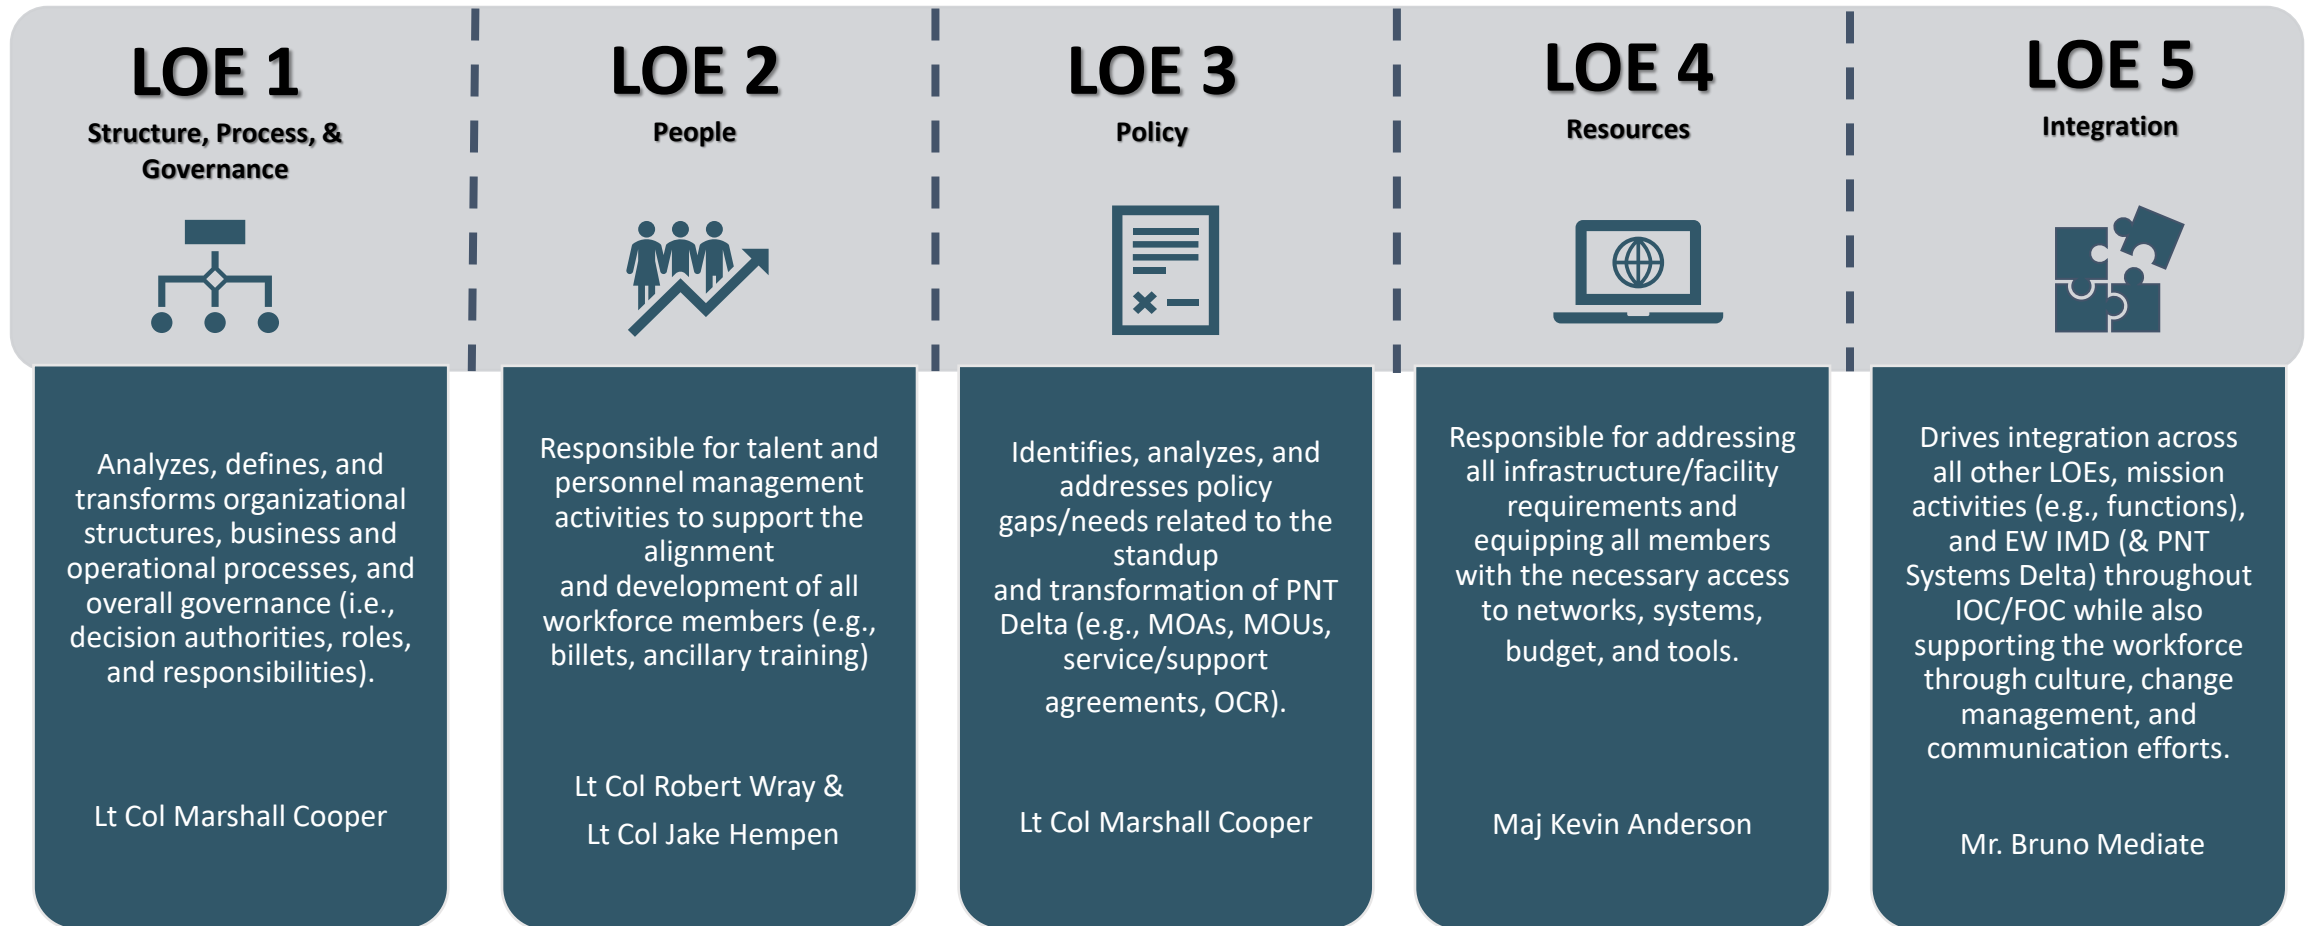 LOE 1
Structure, Process, &
Governance
Analyzes, defines, and
transforms organizational
structures, business and
operational processes, and
overall governance (i.e.,
decision authorities, roles,
and responsibilities).
Lt Col Marshall Cooper
LOE 2
People
Responsible for talent and
personnel management
activities to support the
alignment
and development of all
workforce members (e.g.,
billets, ancillary training)
Lt Col Robert Wray &
Lt Col Jake Hempen
LOE 3
Policy
Identifies, analyzes, and
addresses policy
gaps/needs related to the
standup
and transformation of PNT
Delta (e.g., MOAs, MOUs,
service/support
agreements, OCR).
Lt Col Marshall Cooper
LOE 4
Resources
Responsible for addressing
all infrastructure/facility
requirements and
equipping all members
with the necessary access
to networks, systems,
budget, and tools.
Maj Kevin Anderson
LOE 5
Integration
Drives integration across
all other LOEs, mission
activities (e.g., functions),
and EW IMD (& PNT
Systems Delta) throughout
IOC/FOC while also
supporting the workforce
through culture, change
management, and
communication efforts.
Mr. Bruno Mediate